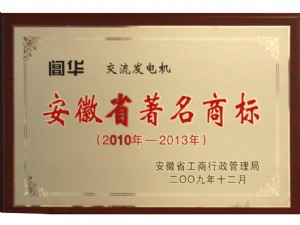 闾华 交流发电机
安徽省著名商标
(2010年—2013年)
安徽省工商行政管理局
二〇〇九年十二月